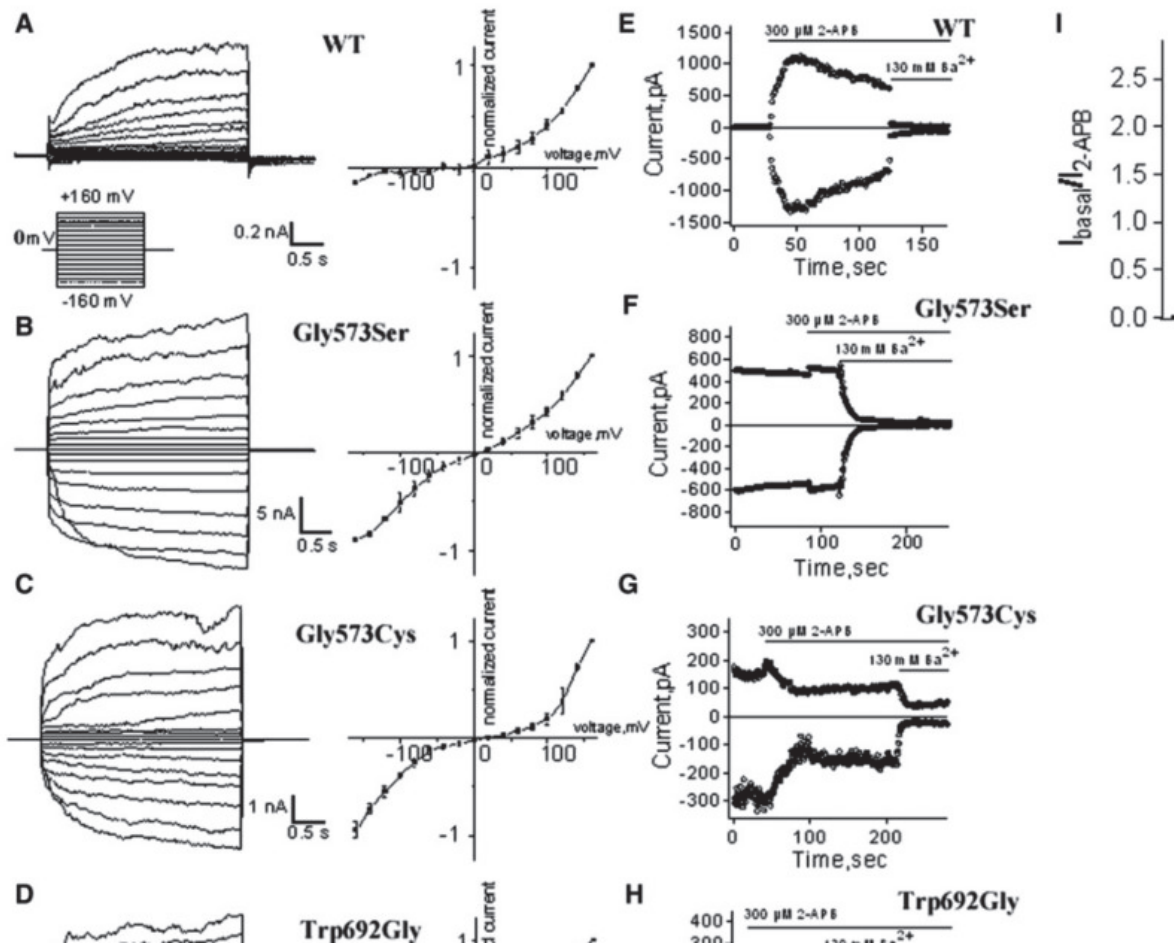 A
WT
normalized current
1
voltage,mV
-100
0
100
-1
+160 mV
0mV
-160 mV
0.2 nA
0.5 s
B
Gly573Ser
normalized current
1
voltage,mV
-100
0
100
-1
5 nA
0.5 s
C
Gly573Cys
normalized current
1
voltage,mV
-100
0
100
-1
1 nA
0.5 s
D
Trp692Gly
current
1
E
WT
300 µM 2-APB
130 mM Ba2+
Current,pA
1500
1000
500
0
-500
-1000
-1500
0 50 100 150
Time,sec
F
Gly573Ser
300 µM 2-APB
130 mM Ba2+
Current,pA
800
600
400
200
0
-200
-400
-600
-800
0 100 200
Time,sec
G
Gly573Cys
300 µM 2-APB
130 mM Ba2+
Current,pA
300
200
100
0
-100
-200
-300
0 100 200
Time,sec
H
Trp692Gly
300 µM 2-APB
130 mM Ba2+
400
300
I
Ibasal/I2-APB
2.5
2.0
1.5
1.0
0.5
0.0